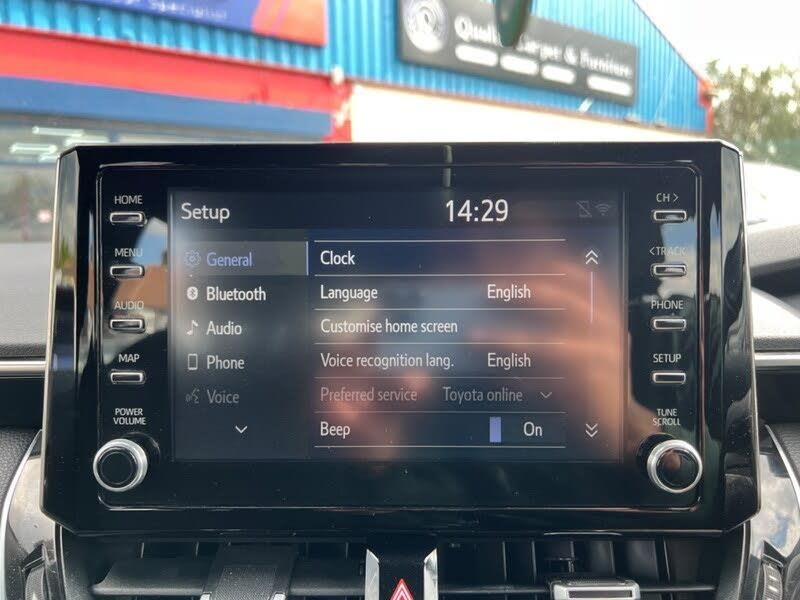 Specialist
Quality Carpet & Furniture
HOME
MENU
AUDIO
MAP
POWER
VOLUME
Setup 14:29
General
Bluetooth
Audio
Phone
Voice
Clock
Language English
Customise home screen
Voice recognition lang. English
Preferred service Toyota online
Beep On
CH >
< TRACK
PHONE
SETUP
TUNE
SCROLL